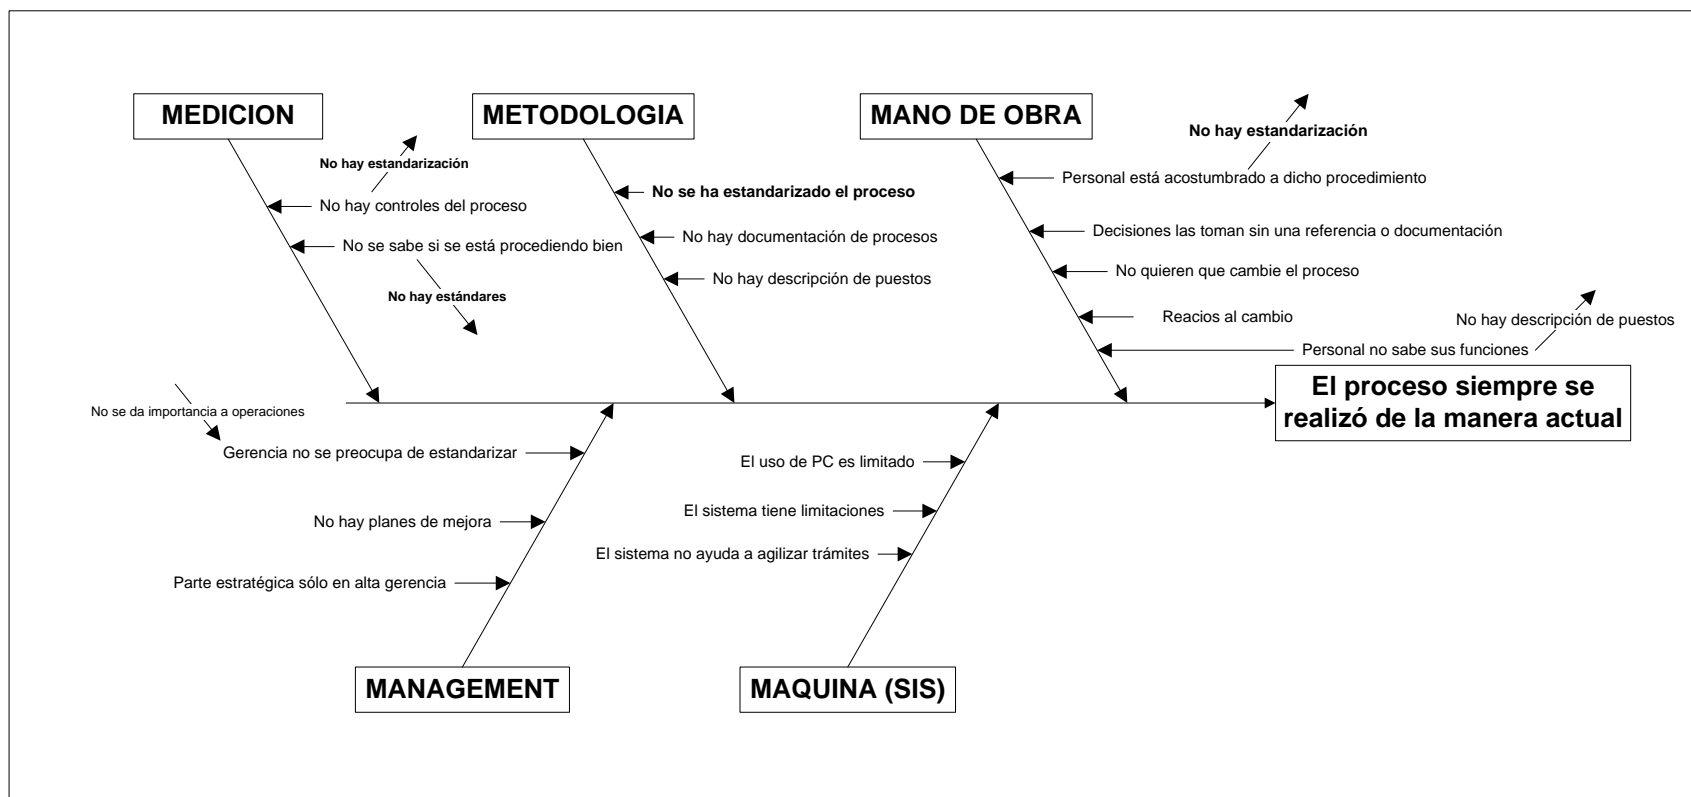 MEDICION
METODOLOGIA
MANO DE OBRA
No hay estandarización
No hay estandarización
Personal está acostumbrado a dicho procedimiento
No se ha estandarizado el proceso
No hay controles del proceso
Decisiones las toman sin una referencia o documentación
No hay documentación de procesos
No se sabe si se está procediendo bien
No quieren que cambie el proceso
No hay descripción de puestos
No hay estándares
Reacios al cambio
No hay descripción de puestos
Personal no sabe sus funciones
El proceso siempre se
realizó de la manera actual
No se da importancia a operaciones
Gerencia no se preocupa de estandarizar
El uso de PC es limitado
El sistema tiene limitaciones
No hay planes de mejora
El sistema no ayuda a agilizar trámites
Parte estratégica sólo en alta gerencia
MANAGEMENT
MAQUINA (SIS)